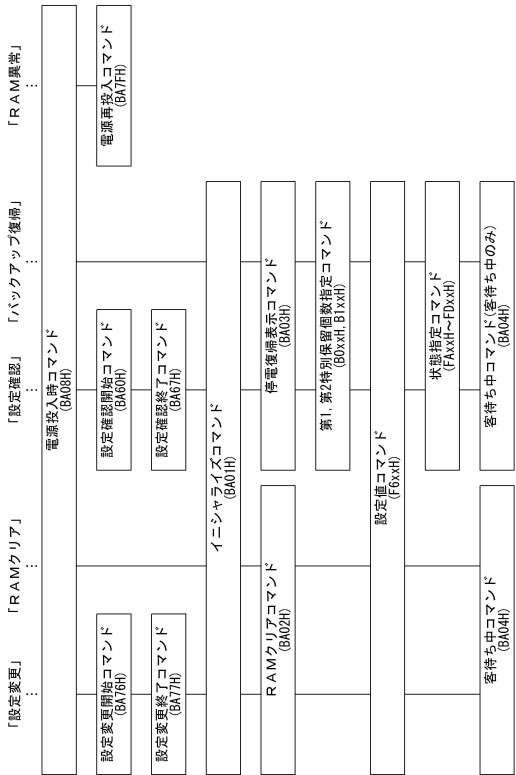 「設定変更」
「RAMクリア」
「設定確認」
「バックアップ復帰」
「RAM異常」
…
…
…
…
…
電源投入時コマンド
(BA08H)
設定変更開始コマンド
(BA76H)
設定確認開始コマンド
(BA60H)
電源再投入コマンド
(BA7FH)
設定変更終了コマンド
(BA77H)
設定確認終了コマンド
(BA67H)
イニシャライズコマンド
(BA01H)
RAMクリアコマンド
(BA02H)
停電復帰表示コマンド
(BA03H)
第1,第2特別保留個数指定コマンド
(B0xxH,B1xxH)
設定値コマンド
(F6xxH)
状態指定コマンド
(FAxxH~FDxxH)
客待ち中コマンド
(BA04H)
客待ち中コマンド(客待ち中のみ)
(BA04H)